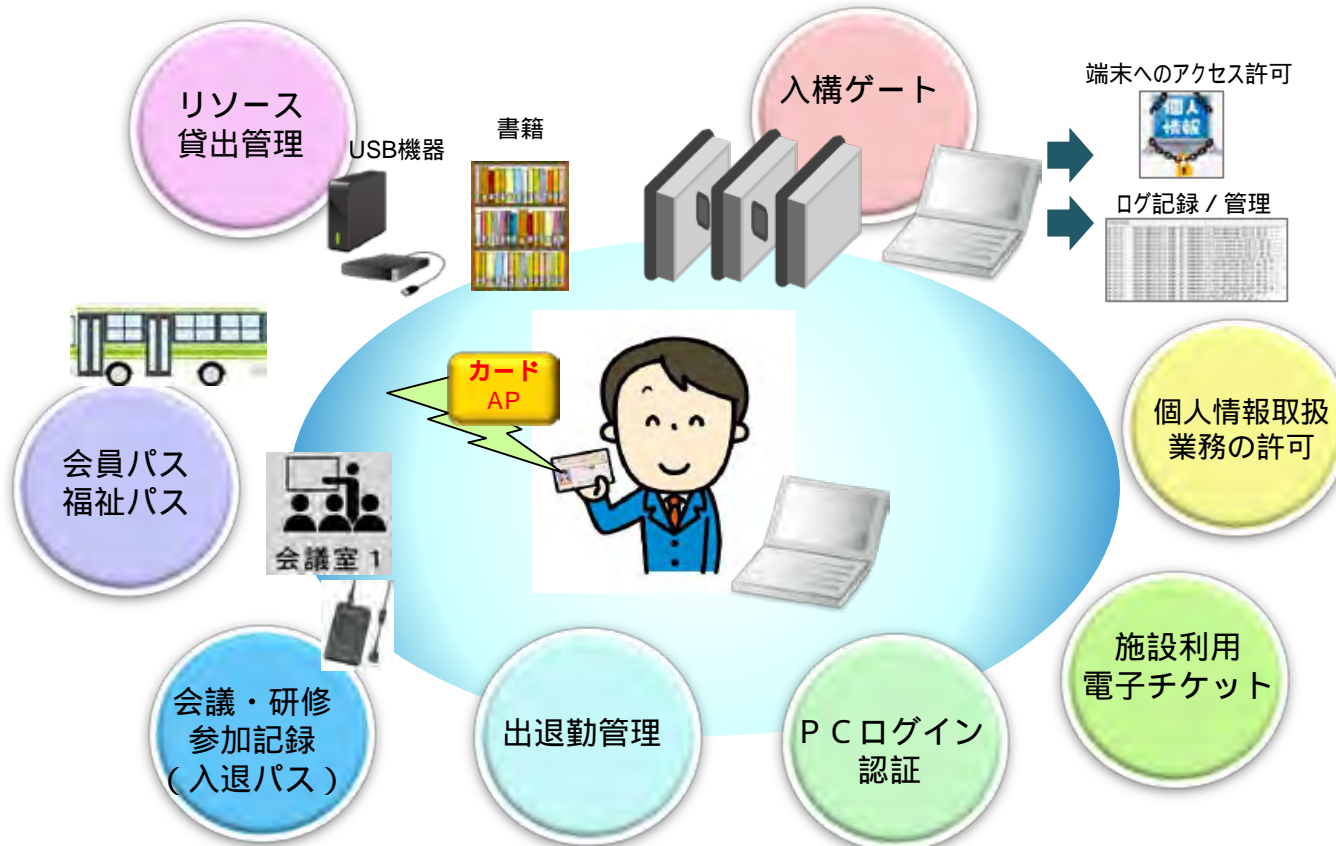 リソース
貸出管理
USB機器
書籍
入構ゲート
端末へのアクセス許可
個人
情報
ログ記録 / 管理
カード
AP
会員パス
福祉パス
会議室1
個人情報取扱
業務の許可
施設利用
電子チケット
会議・研修
参加記録
(入退パス)
出退勤管理
PCログイン
認証